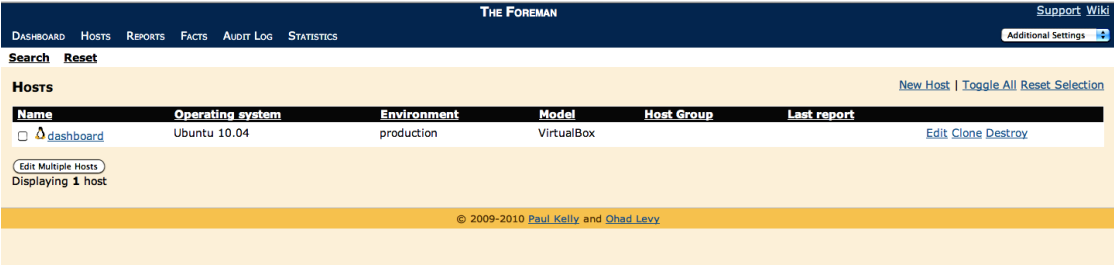 The Foreman
Support Wiki
Dashboard Hosts Reports Facts Audit Log Statistics
Additional Settings
Search Reset
Hosts
New Host | Toggle All Reset Selection
Name Operating system Environment Model Host Group Last report
dashboard Ubuntu 10.04 production VirtualBox Edit Clone Destroy
Edit Multiple Hosts
Displaying 1 host
© 2009-2010 Paul Kelly and Ohad Levy